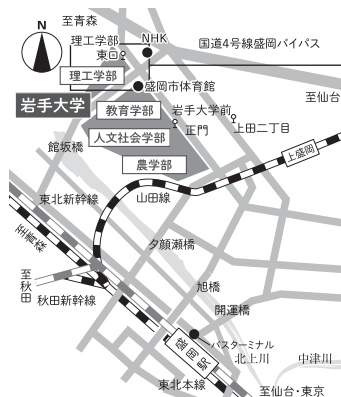 N
至青森
NHK
国道4号線盛岡バイパス
理工学部
東口
理工学部
盛岡市体育館
至仙台
岩手大学
教育学部
岩手大学前
正門
上田二丁目
人文社会学部
館坂橋
農学部
上盛岡
東北新幹線
山田線
至青森
夕顔瀬橋
至秋田
秋田新幹線
旭橋
開運橋
バスターミナル
盛岡駅
北上川
中津川
東北本線
至仙台・東京